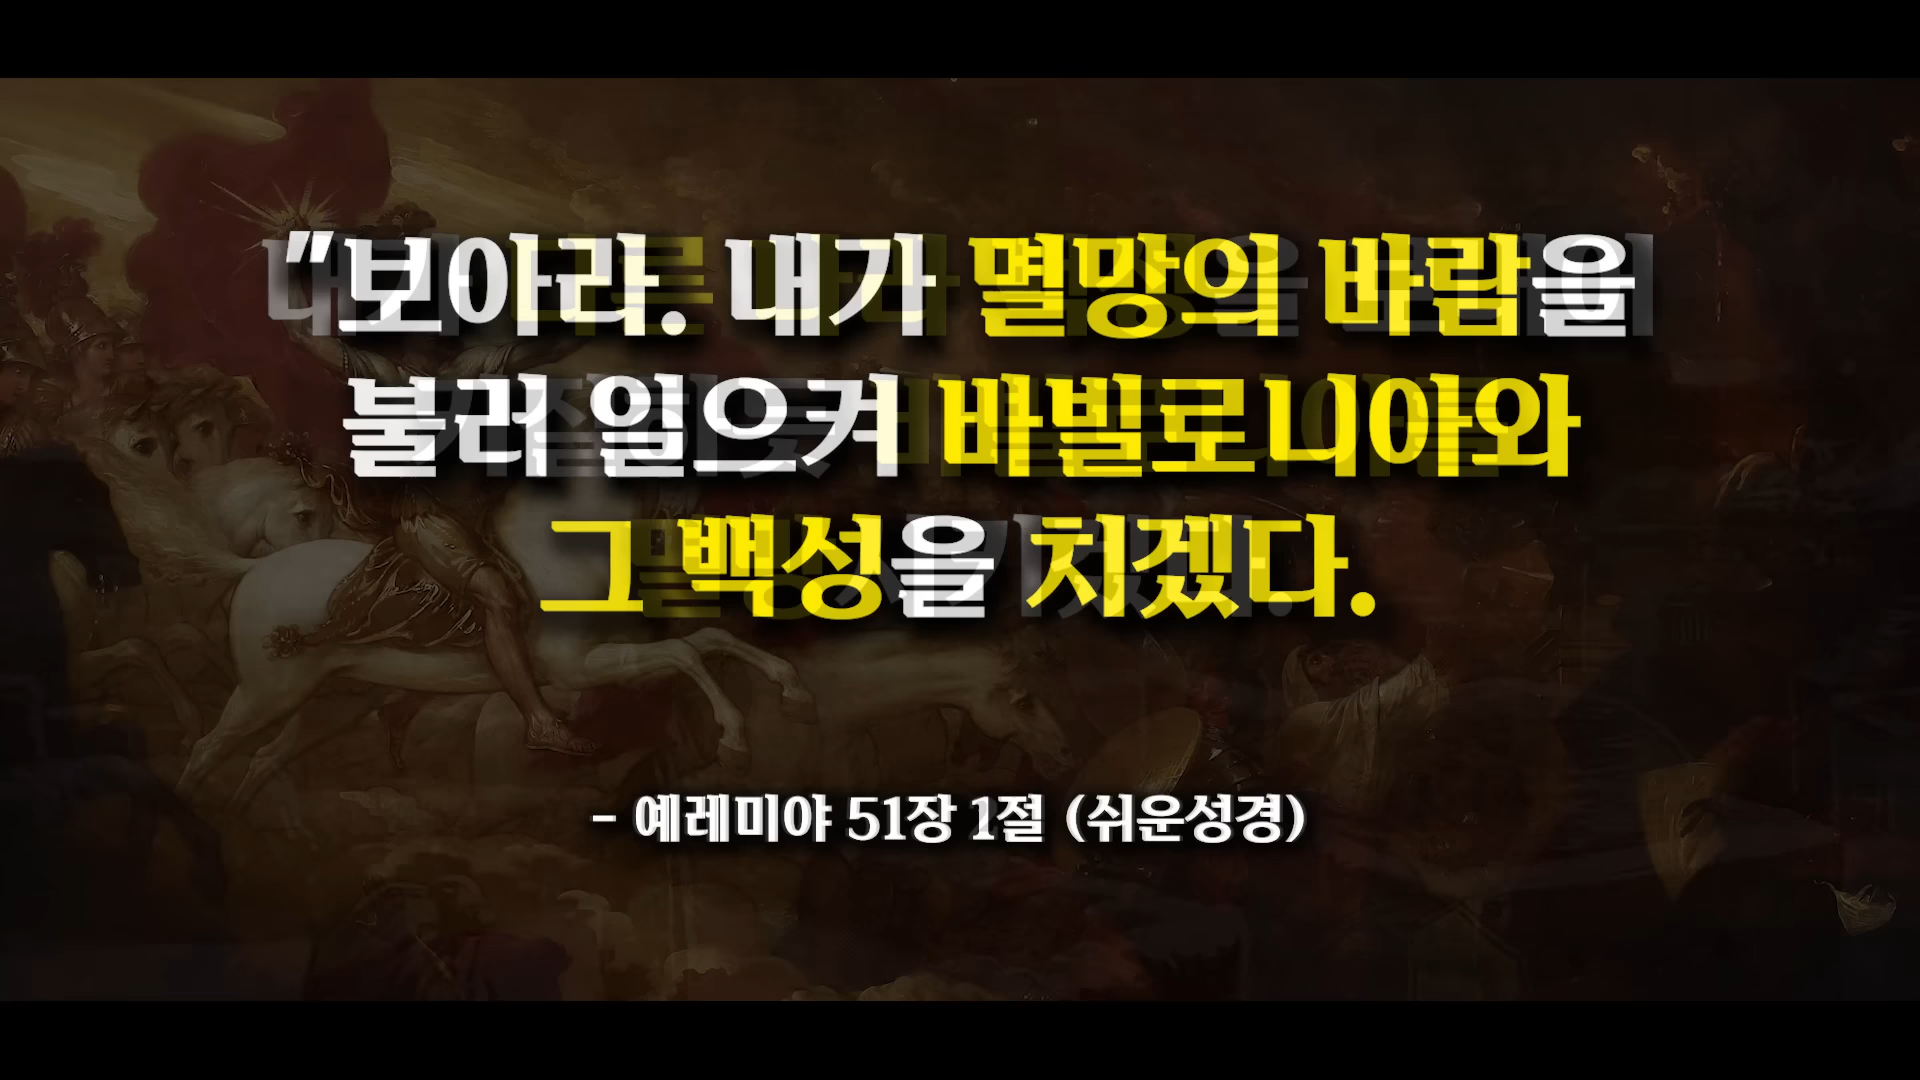 "보아라. 내가 멸망의 바람을
불러 일으켜 바빌로니아와
그 백성을 치겠다.
- 예레미야 51장 1절 (쉬운성경)